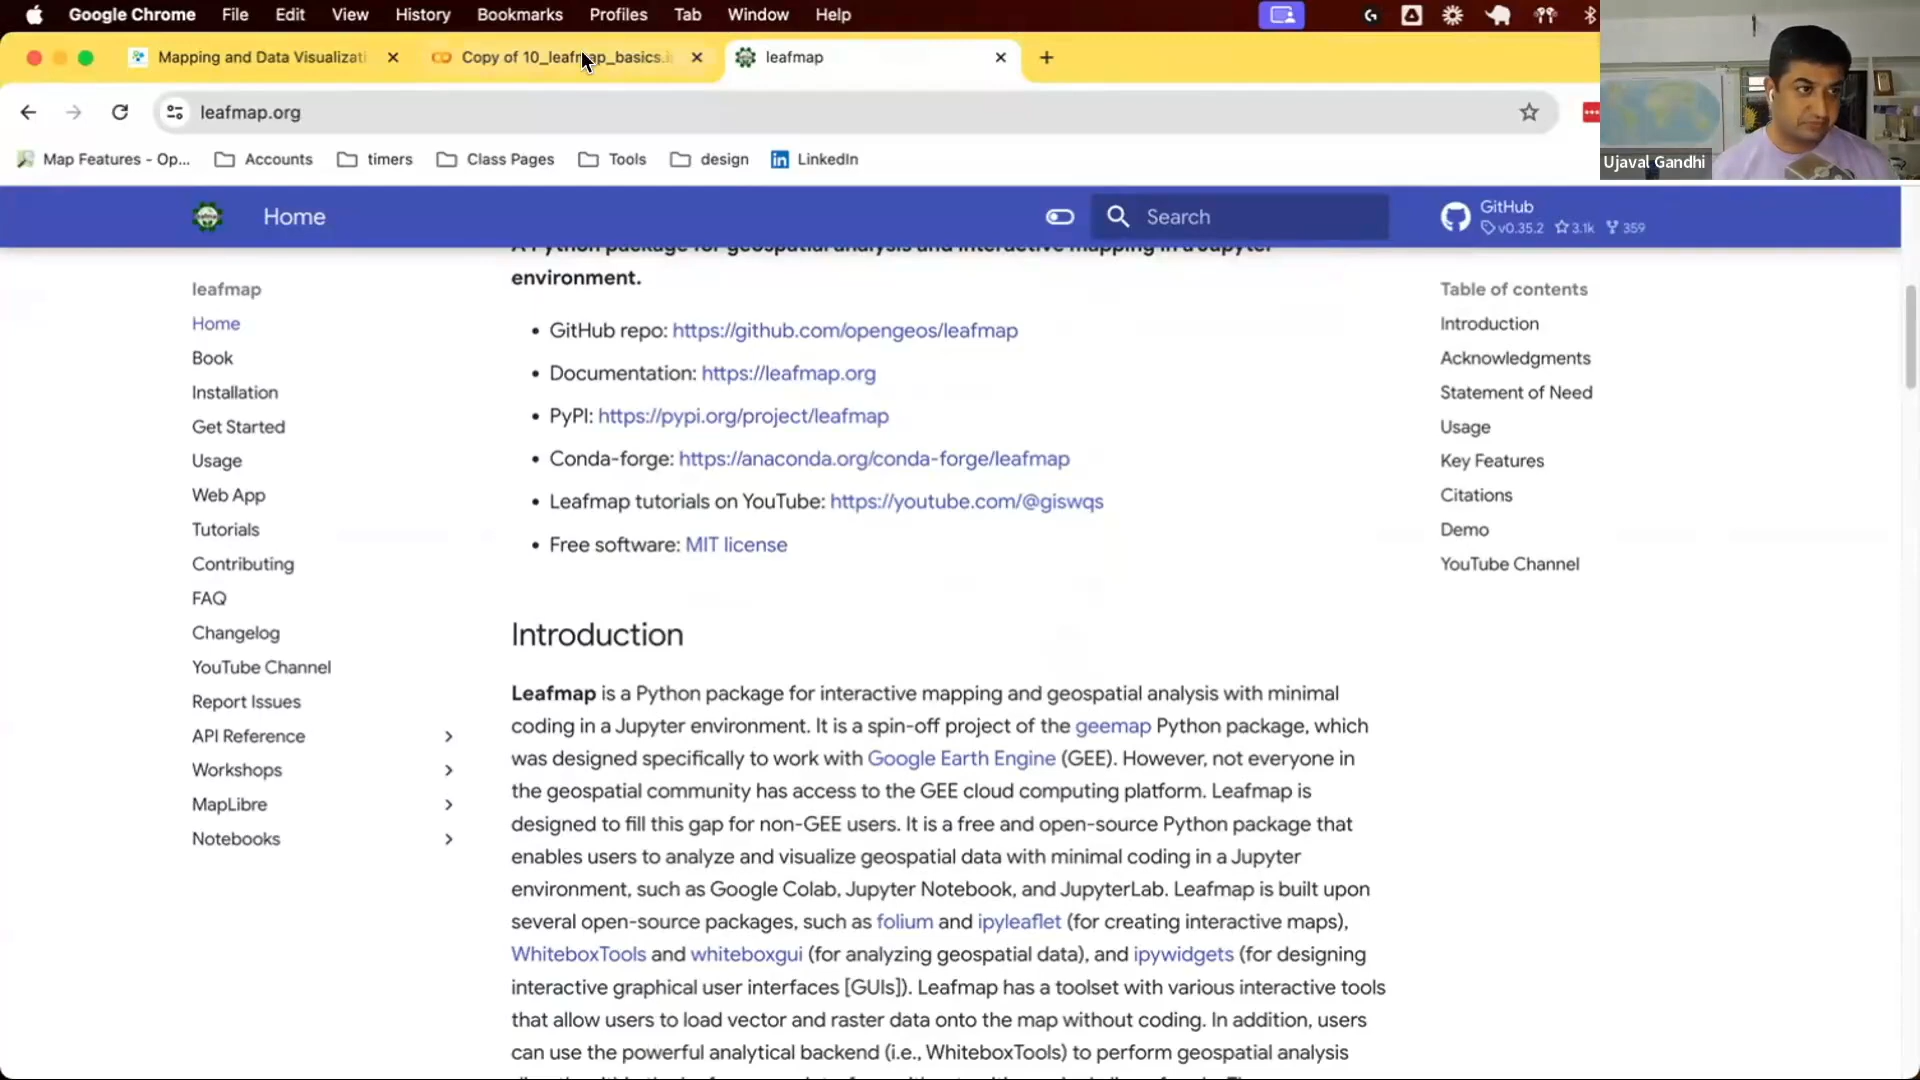 Google Chrome File Edit View History Bookmarks Profiles Tab Window Help
Mapping and Data Visualizati
Copy of 10_leafmap_basics.i
leafmap
leafmap.org
Map Features - Op...
Accounts
timers
Class Pages
Tools
design
LinkedIn
Ujaval Gandhi
Home
Search
GitHub
v0.35.2 3.1k 359
leafmap
Home
Book
Installation
Get Started
Usage
Web App
Tutorials
Contributing
FAQ
Changelog
YouTube Channel
Report Issues
API Reference
Workshops
MapLibre
Notebooks
A Python package for geospatial analysis and interactive mapping in a Jupyter
environment.
• GitHub repo: https://github.com/opengeos/leafmap
• Documentation: https://leafmap.org
• PyPI: https://pypi.org/project/leafmap
• Conda-forge: https://anaconda.org/conda-forge/leafmap
• Leafmap tutorials on YouTube: https://youtube.com/@giswqs
• Free software: MIT license
Introduction
Leafmap is a Python package for interactive mapping and geospatial analysis with minimal
coding in a Jupyter environment. It is a spin-off project of the geemap Python package, which
was designed specifically to work with Google Earth Engine (GEE). However, not everyone in
the geospatial community has access to the GEE cloud computing platform. Leafmap is
designed to fill this gap for non-GEE users. It is a free and open-source Python package that
enables users to analyze and visualize geospatial data with minimal coding in a Jupyter
environment, such as Google Colab, Jupyter Notebook, and JupyterLab. Leafmap is built upon
several open-source packages, such as folium and ipyleaflet (for creating interactive maps),
WhiteboxTools and whiteboxgui (for analyzing geospatial data), and ipywidgets (for designing
interactive graphical user interfaces [GUIs]). Leafmap has a toolset with various interactive tools
that allow users to load vector and raster data onto the map without coding. In addition, users
can use the powerful analytical backend (i.e., WhiteboxTools) to perform geospatial analysis
Table of contents
Introduction
Acknowledgments
Statement of Need
Usage
Key Features
Citations
Demo
YouTube Channel